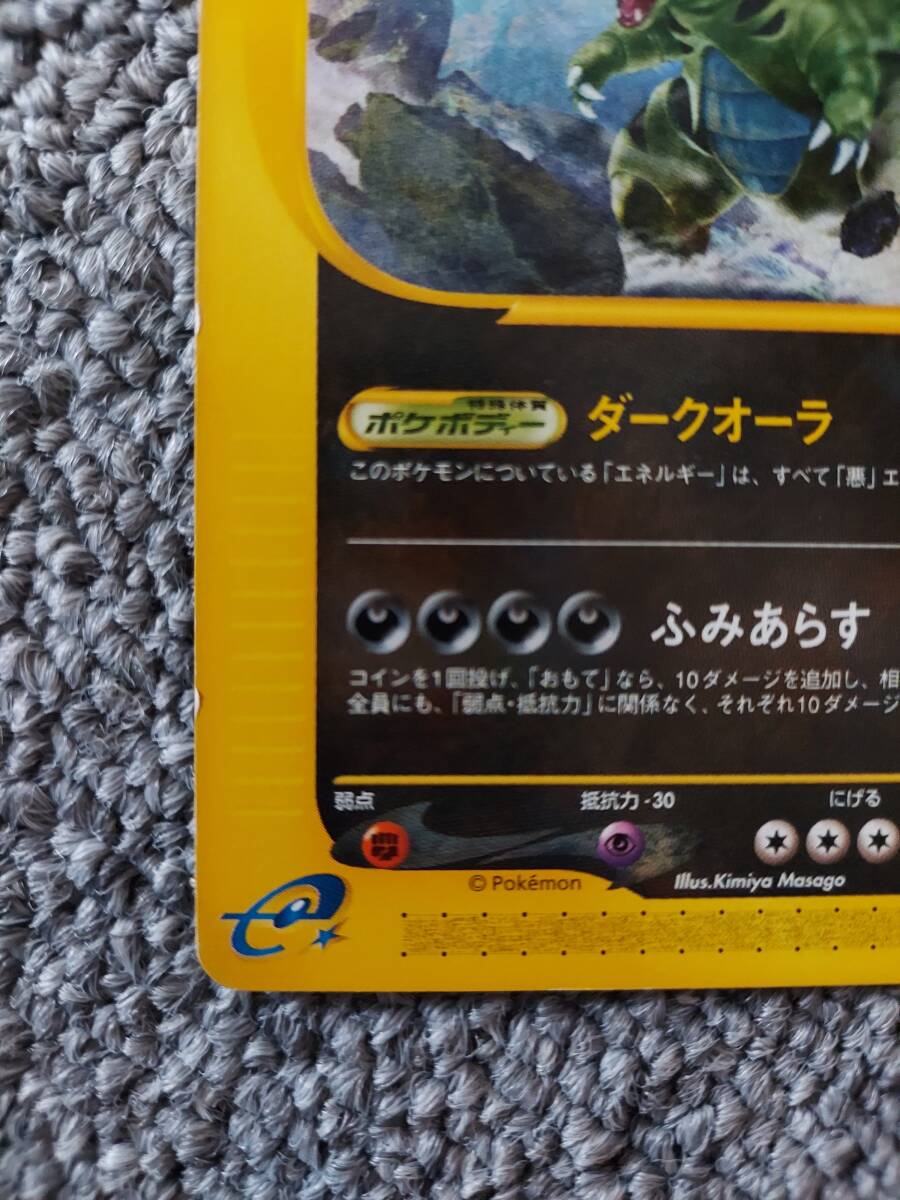 特殊体質
ポケボディー ダークオーラ
このポケモンについている「エネルギー」は、すべて「悪」エ
ふみあらす
コインを1回投げ、「おもて」なら、10ダメージを追加し、相
全員にも、「弱点・抵抗力」に関係なく、それぞれ10ダメージ
弱点 抵抗力 -30 にげる
© Pokémon Illus.Kimiya Masago